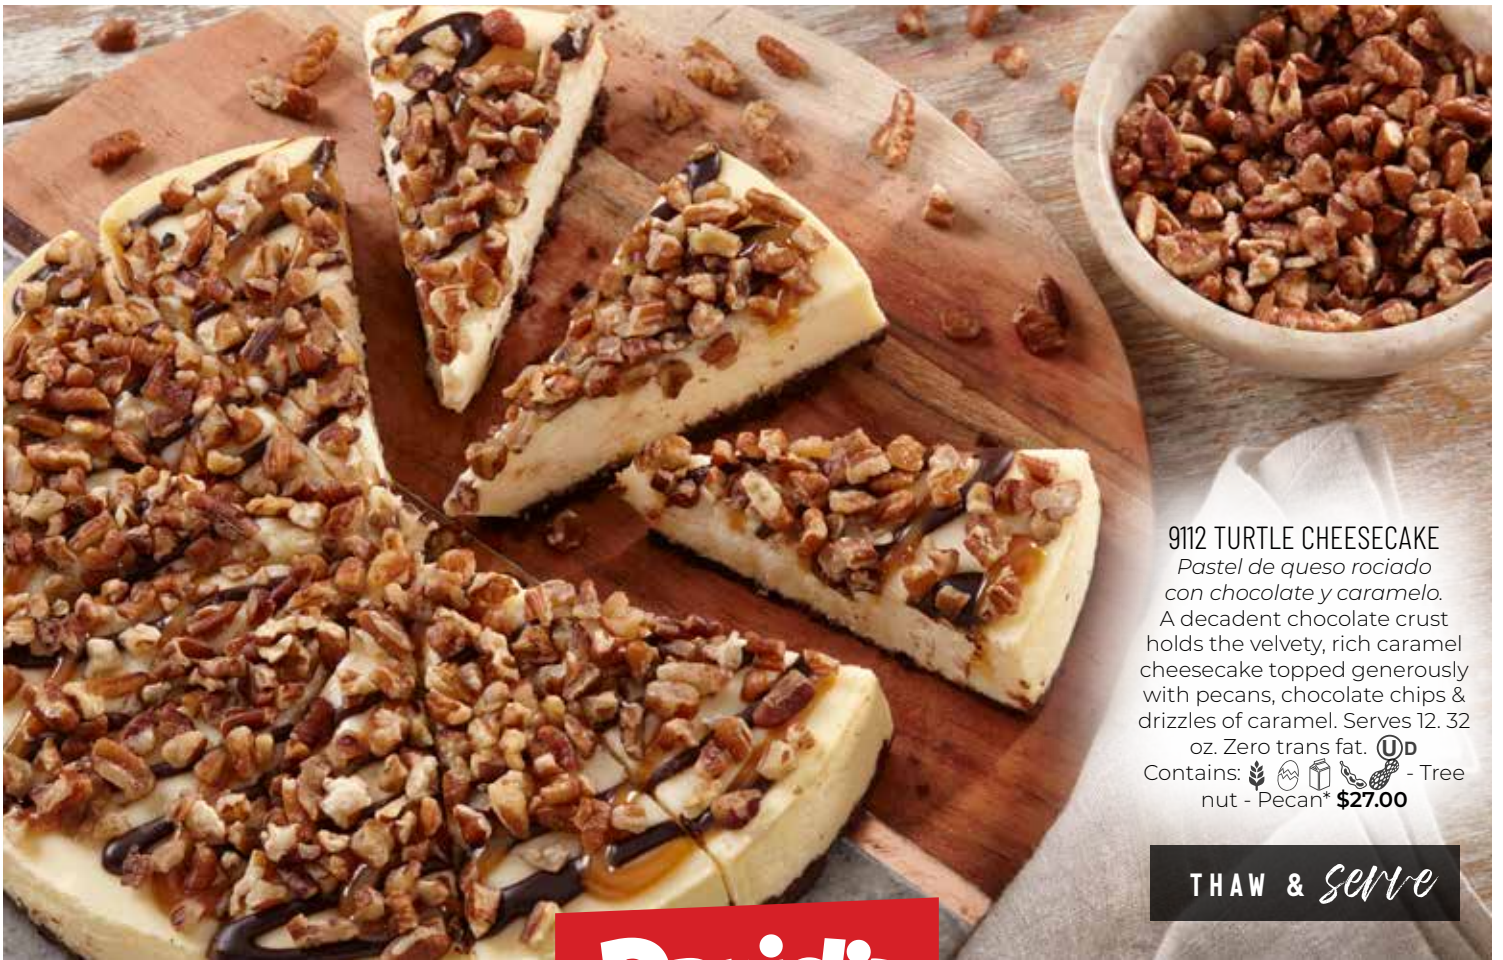 9112 TURTLE CHEESECAKE
Pastel de queso rociado
con chocolate y caramelo.
A decadent chocolate crust
holds the velvety, rich caramel
cheesecake topped generously
with pecans, chocolate chips &
drizzles of caramel. Serves 12. 32
oz. Zero trans fat. Ⓤ D
Contains: - Tree
nut - Pecan* $27.00
THAW & serve